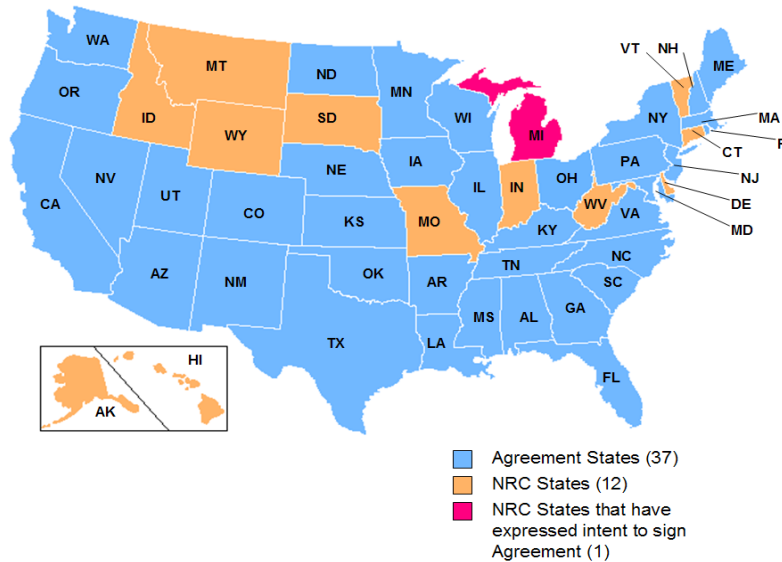 WA
VT
NH
ME
MT
ND
MN
OR
ID
SD
WI
MI
NY
MA
WY
CT
NE
IA
PA
NJ
NV
UT
IL
IN
OH
DE
CA
CO
WV
VA
MD
KS
MO
KY
NC
TN
AZ
NM
OK
AR
SC
MS
AL
GA
TX
LA
HI
FL
AK
Agreement States (37)
NRC States (12)
NRC States that have
expressed intent to sign
Agreement (1)